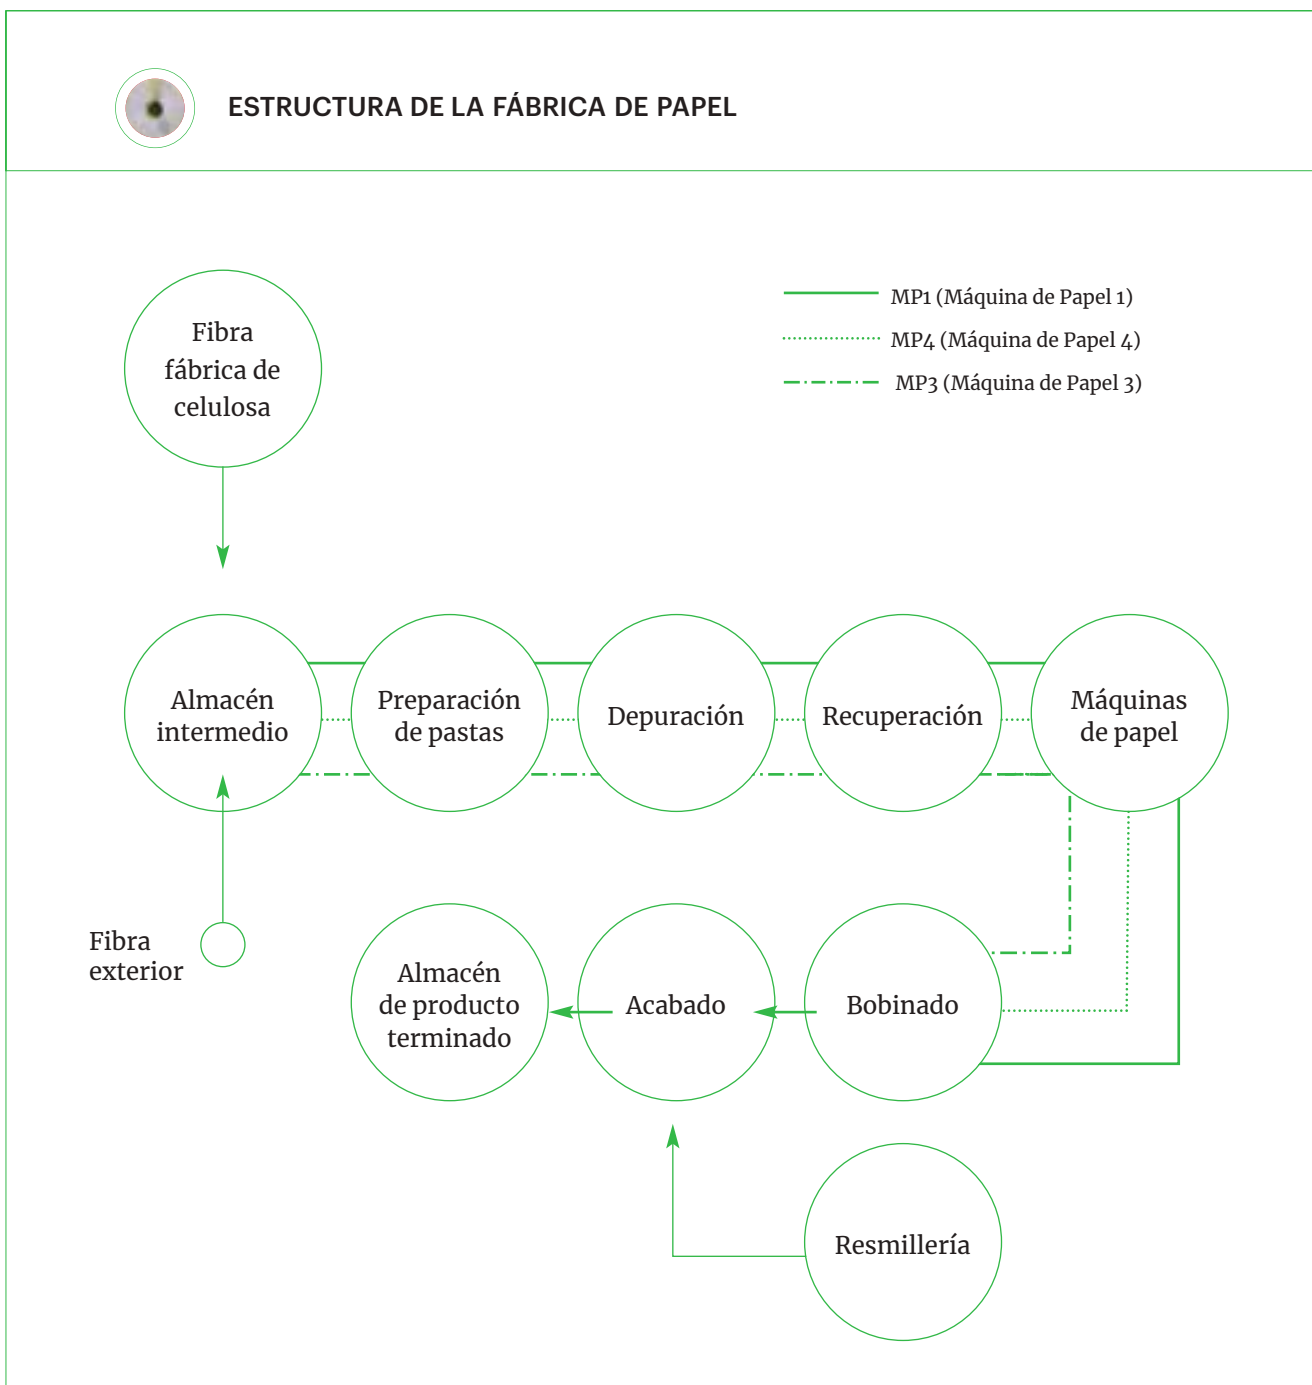 ESTRUCTURA DE LA FÁBRICA DE PAPEL
Fibra
fábrica de
celulosa
MP1 (Máquina de Papel 1)
MP4 (Máquina de Papel 4)
MP3 (Máquina de Papel 3)
Almacén
intermedio
Preparación
de pastas
Depuración
Recuperación
Máquinas
de papel
Fibra
exterior
Almacén
de producto
terminado
Acabado
Bobinado
Resmillería